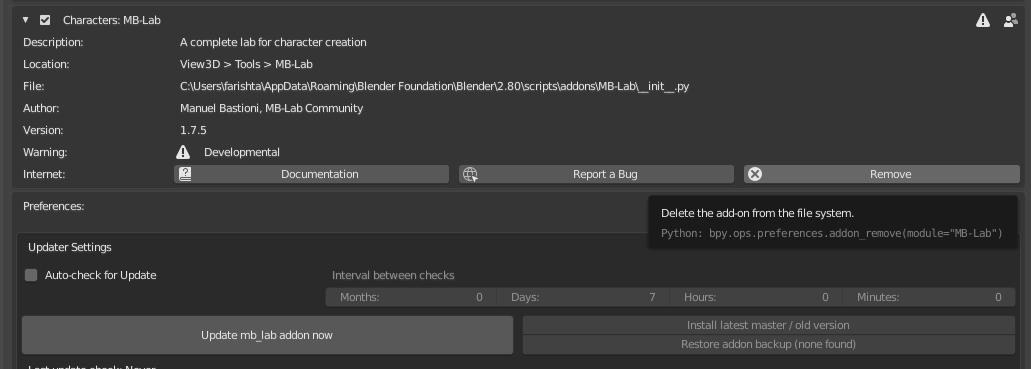 Characters: MB-Lab
Description: A complete lab for character creation
Location: View3D > Tools > MB-Lab
File: C:\Users\farishta\AppData\Roaming\Blender Foundation\Blender\2.80\scripts\addons\MB-Lab\__init__.py
Author: Manuel Bastioni, MB-Lab Community
Version: 1.7.5
Warning: Developmental
Internet: Documentation Report a Bug Remove
Preferences:
Delete the add-on from the file system.
Python: bpy.ops.preferences.addon_remove(module="MB-Lab")
Updater Settings
Auto-check for Update Interval between checks
Months: 0 Days: 7 Hours: 0 Minutes: 0
Update mb_lab addon now
Install latest master / old version
Restore addon backup (none found)
Last update check: Never